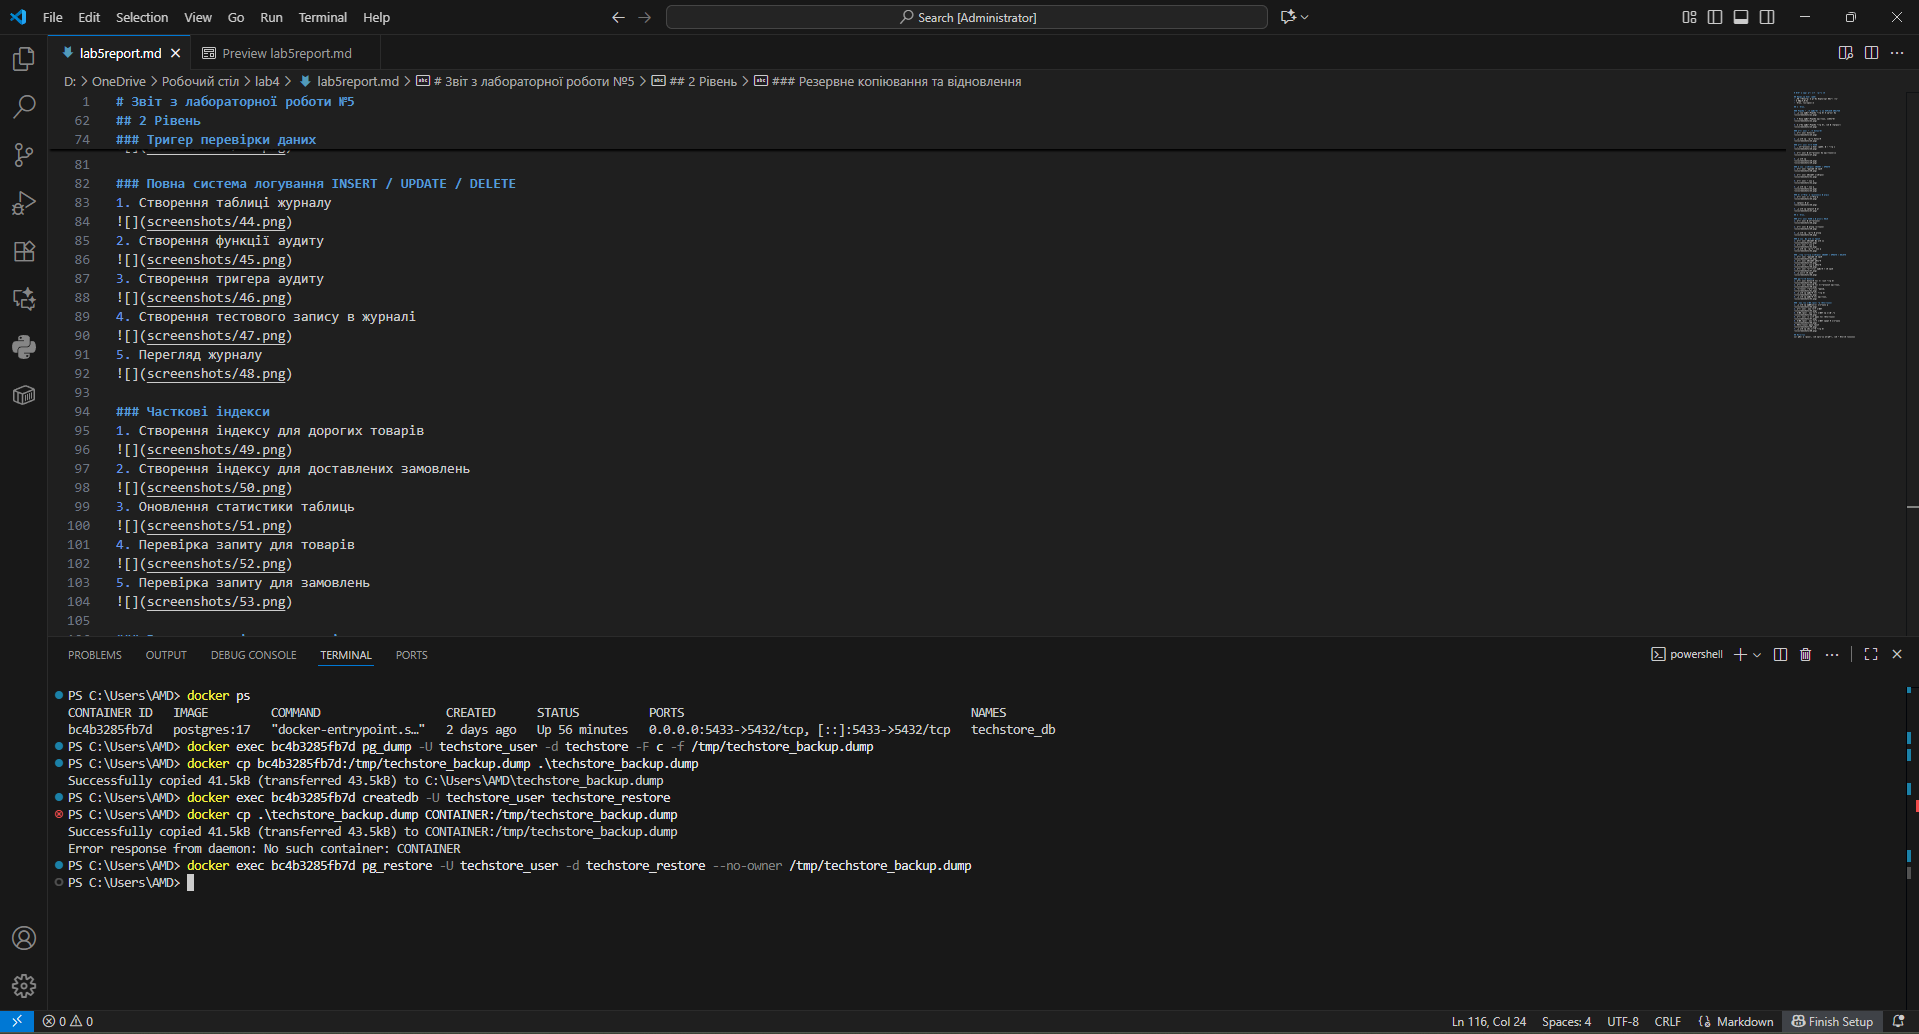 File Edit Selection View Go Run Terminal Help
Search [Administrator]
lab5report.md
Preview lab5report.md
D: > OneDrive > Робочий стіл > lab4 > lab5report.md > # Звіт з лабораторної роботи №5 > ## 2 Рівень > ### Резервне копіювання та відновлення
1 # Звіт з лабораторної роботи №5
62 ## 2 Рівень
74 ### Тригер перевірки даних
81
82 ### Повна система логування INSERT / UPDATE / DELETE
83 1. Створення таблиці журналу
84 ![](screenshots/44.png)
85 2. Створення функції аудиту
86 ![](screenshots/45.png)
87 3. Створення тригера аудиту
88 ![](screenshots/46.png)
89 4. Створення тестового запису в журналі
90 ![](screenshots/47.png)
91 5. Перегляд журналу
92 ![](screenshots/48.png)
93
94 ### Часткові індекси
95 1. Створення індексу для дорогих товарів
96 ![](screenshots/49.png)
97 2. Створення індексу для доставлених замовлень
98 ![](screenshots/50.png)
99 3. Оновлення статистики таблиць
100 ![](screenshots/51.png)
101 4. Перевірка запиту для товарів
102 ![](screenshots/52.png)
103 5. Перевірка запиту для замовлень
104 ![](screenshots/53.png)
105
PROBLEMS OUTPUT DEBUG CONSOLE TERMINAL PORTS
powershell
PS C:\Users\AMD> docker ps
CONTAINER ID IMAGE COMMAND CREATED STATUS PORTS NAMES
bc4b3285fb7d postgres:17 "docker-entrypoint.s…" 2 days ago Up 56 minutes 0.0.0.0:5433->5432/tcp, [::]:5433->5432/tcp techstore_db
PS C:\Users\AMD> docker exec bc4b3285fb7d pg_dump -U techstore_user -d techstore -F c -f /tmp/techstore_backup.dump
PS C:\Users\AMD> docker cp bc4b3285fb7d:/tmp/techstore_backup.dump .\techstore_backup.dump
Successfully copied 41.5kB (transferred 43.5kB) to C:\Users\AMD\techstore_backup.dump
PS C:\Users\AMD> docker exec bc4b3285fb7d createdb -U techstore_user techstore_restore
PS C:\Users\AMD> docker cp .\techstore_backup.dump CONTAINER:/tmp/techstore_backup.dump
Successfully copied 41.5kB (transferred 43.5kB) to CONTAINER:/tmp/techstore_backup.dump
Error response from daemon: No such container: CONTAINER
PS C:\Users\AMD> docker exec bc4b3285fb7d pg_restore -U techstore_user -d techstore_restore --no-owner /tmp/techstore_backup.dump
PS C:\Users\AMD>
0 0
Ln 116, Col 24 Spaces: 4 UTF-8 CRLF {} Markdown Finish Setup